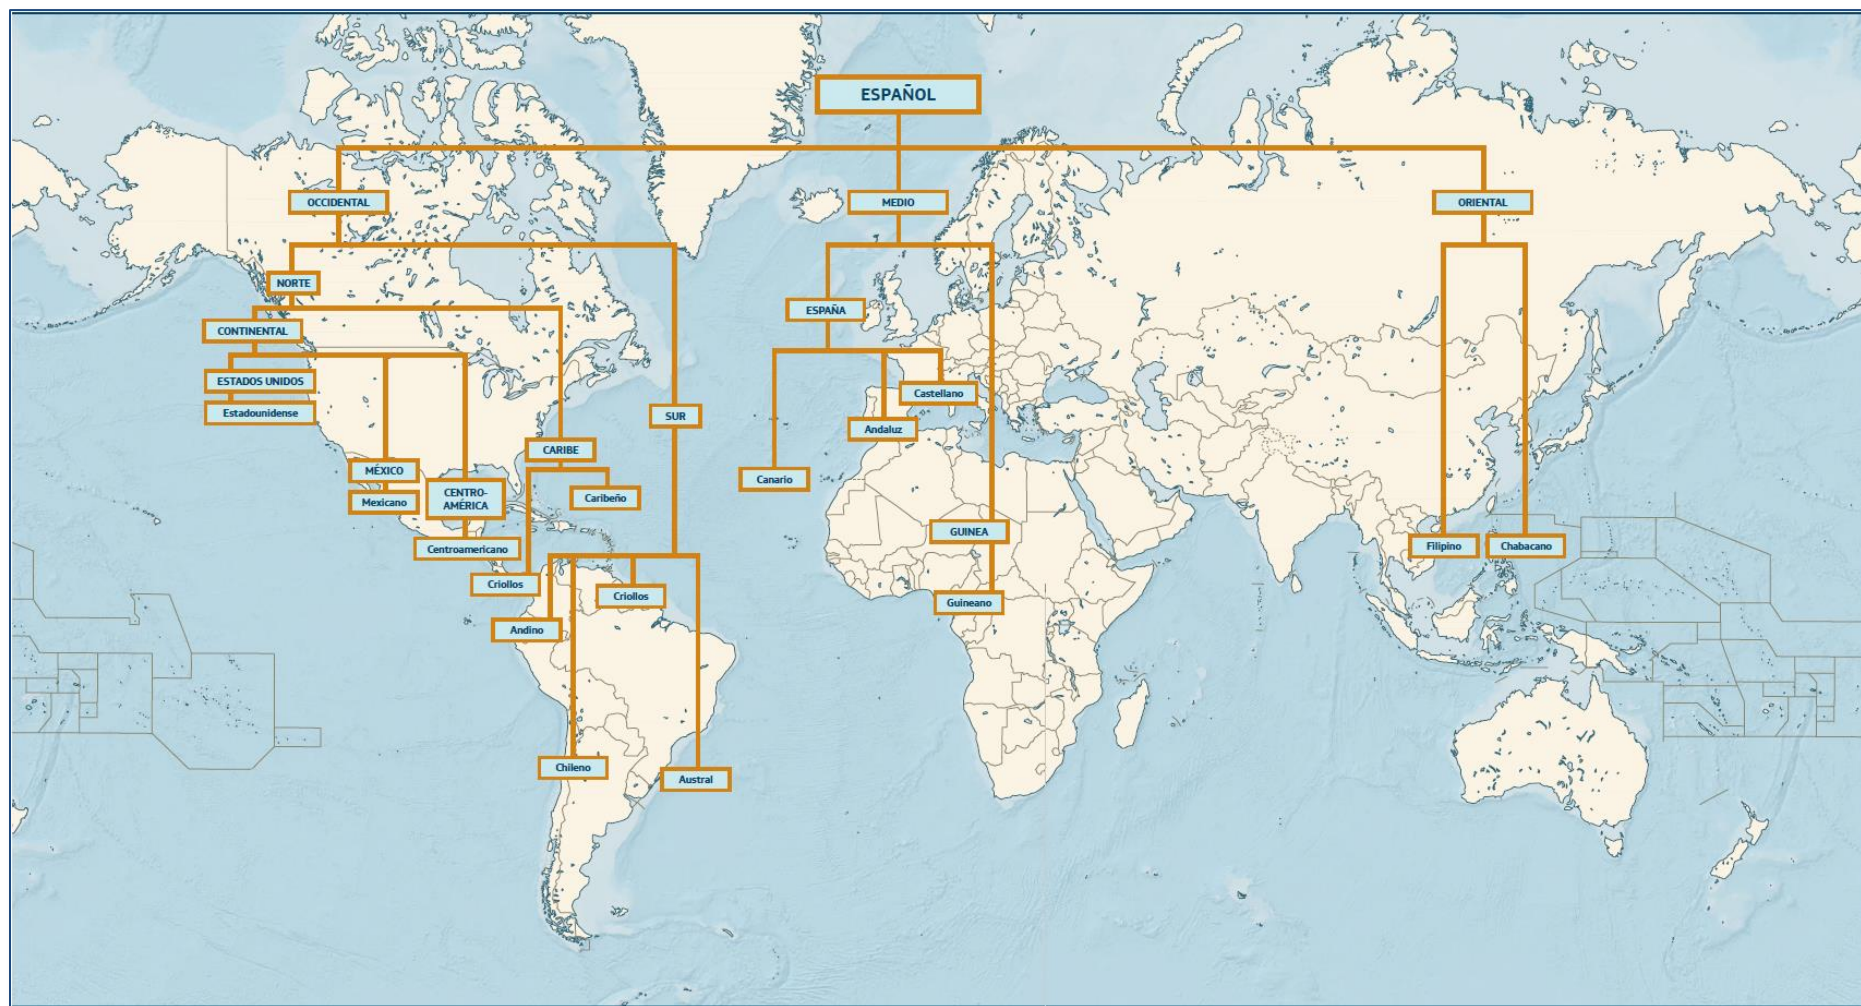 ESPAÑOL
OCCIDENTAL
MEDIO
ORIENTAL
NORTE
ESPAÑA
CONTINENTAL
ESTADOS UNIDOS
Castellano
Estadounidense
SUR
Andaluz
CARIBE
MÉXICO
Canario
CENTRO-
AMÉRICA
Caribeño
Mexicano
GUINEA
Centroamericano
Filipino
Chabacano
Criollos
Criollos
Guineano
Andino
Chileno
Austral